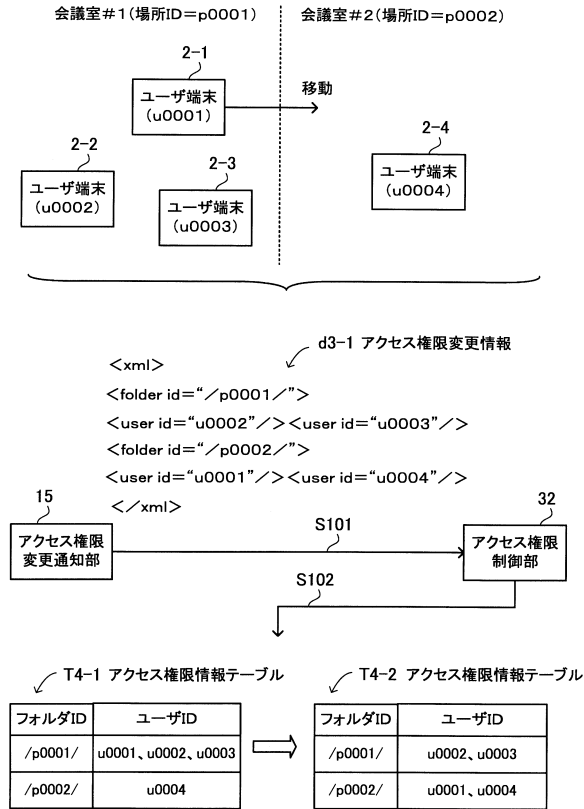 会議室＃1(場所ID＝p0001)
会議室＃2(場所ID＝p0002)
2-1
ユーザ端末
(u0001)
移動
2-2
ユーザ端末
(u0002)
2-3
ユーザ端末
(u0003)
2-4
ユーザ端末
(u0004)
d3-1 アクセス権限変更情報
＜xml＞
＜folder id＝“／p0001／”＞
＜user id＝“u0002”／＞＜user id＝“u0003”／＞
＜folder id＝“／p0002／”＞
＜user id＝“u0001”／＞＜user id＝“u0004”／＞
＜／xml＞
15
アクセス権限
変更通知部
S101
32
アクセス権限
制御部
S102
T4-1 アクセス権限情報テーブル
フォルダID ユーザID
/p0001/ u0001、u0002、u0003
/p0002/ u0004
T4-2 アクセス権限情報テーブル
フォルダID ユーザID
/p0001/ u0002、u0003
/p0002/ u0001、u0004